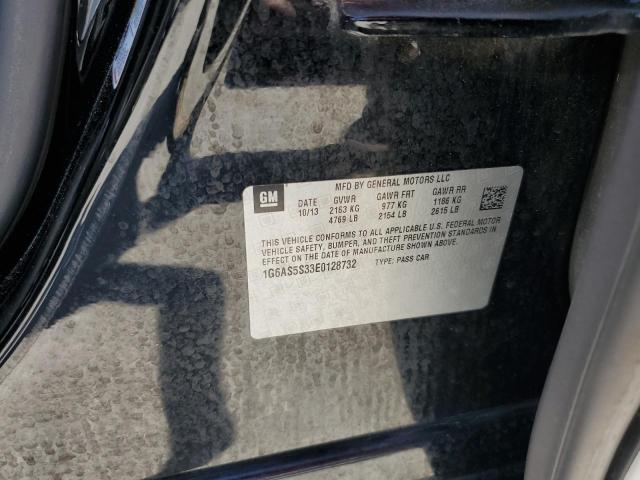 GM
MFD BY GENERAL MOTORS LLC
DATE GVWR GAWR FRT GAWR RR
10/13 2163 KG 977 KG 1186 KG
4769 LB 2154 LB 2615 LB
THIS VEHICLE CONFORMS TO ALL APPLICABLE U.S. FEDERAL MOTOR
VEHICLE SAFETY, BUMPER, AND THEFT PREVENTION STANDARDS
IN EFFECT ON THE DATE OF MANUFACTURE SHOWN ABOVE.
1G6AS5S33E0128732 TYPE: PASS CAR